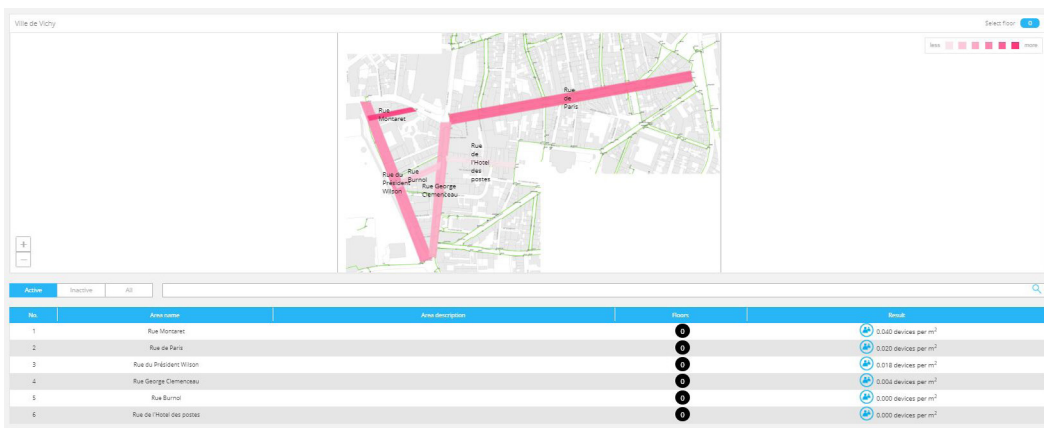 Ville de Vichy
Select floor 0
less more
Rue
de
Paris
Rue
Montaret
Rue
de
l'Hotel
des
postes
Rue du
Président
Wilson
Rue
Burnol
Rue George
Clemenceau
+
−
Active Inactive All
No. Area name Area description Floors Result
1 Rue Montaret 0 0.040 devices per m²
2 Rue de Paris 0 0.020 devices per m²
3 Rue du Président Wilson 0 0.018 devices per m²
4 Rue George Clemenceau 0 0.004 devices per m²
5 Rue Burnol 0 0.000 devices per m²
6 Rue de l'Hotel des postes 0 0.000 devices per m²